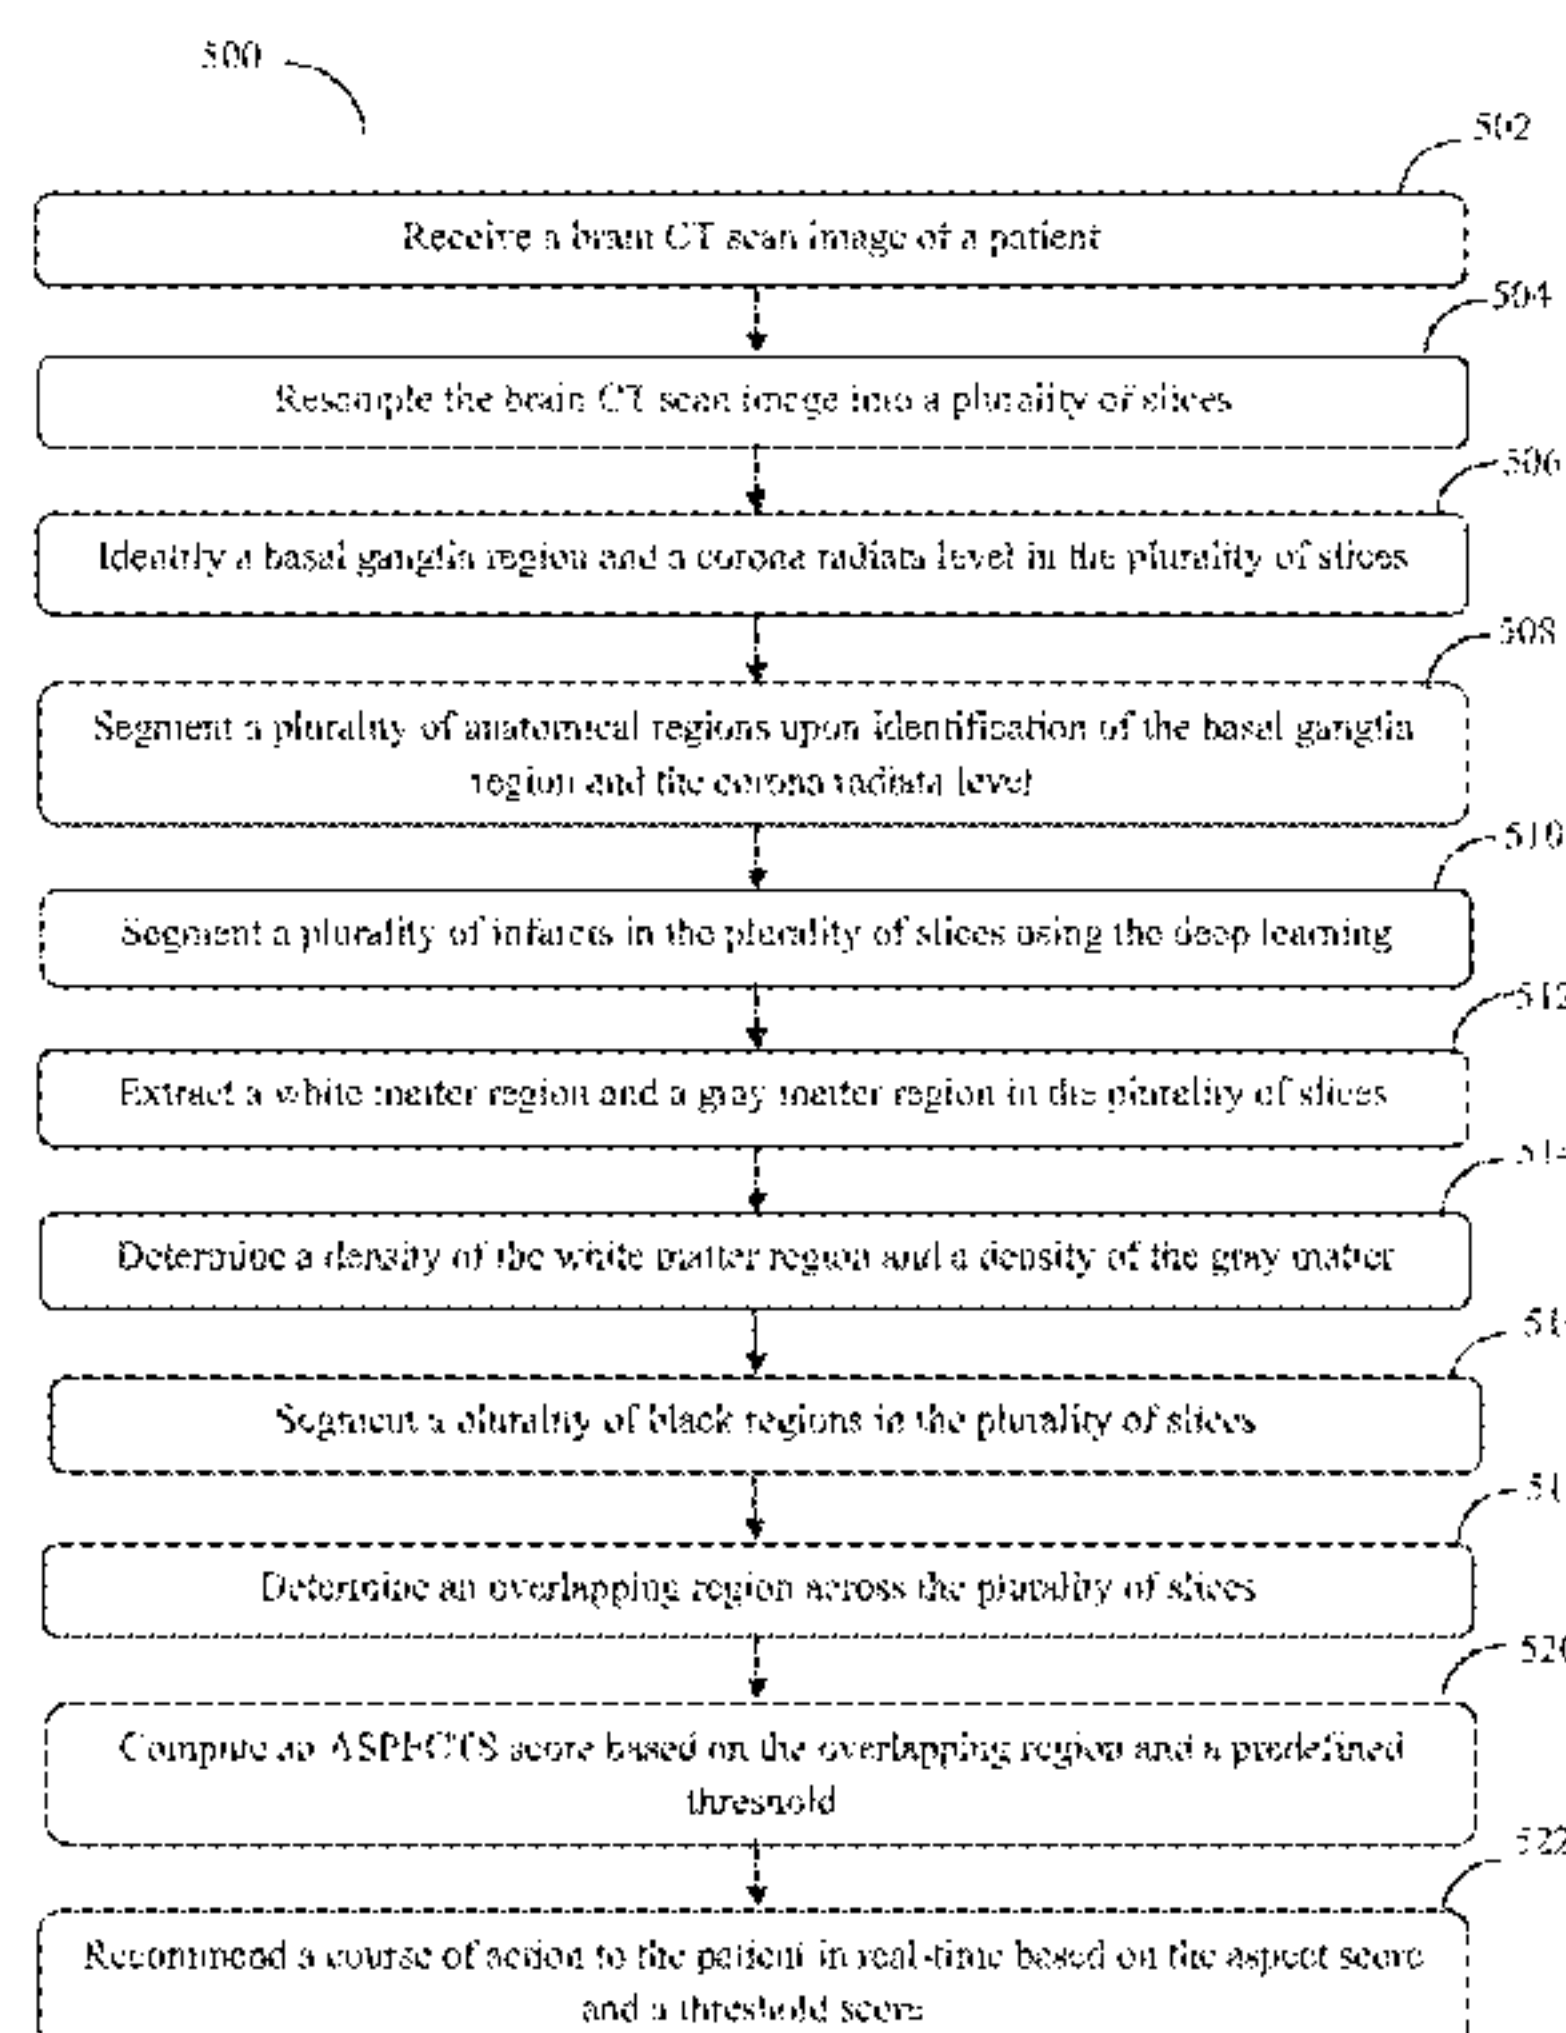 500
502
Receive a brain CT scan image of a patient
504
Resample the brain CT scan image into a plurality of slices
506
Identify a basal ganglia region and a corona radiata level in the plurality of slices
508
Segment a plurality of anatomical regions upon identification of the basal ganglia
region and the corona radiata level
510
Segment a plurality of infarcts in the plurality of slices using the deep learning
512
Extract a white matter region and a gray matter region in the plurality of slices
514
Determine a density of the white matter region and a density of the gray matter
51
Segment a plurality of black regions in the plurality of slices
51
Determine an overlapping region across the plurality of slices
520
Compute an ASPECTS score based on the overlapping region and a predefined
threshold
522
Recommend a course of action to the patient in real-time based on the aspect score
and a threshold score